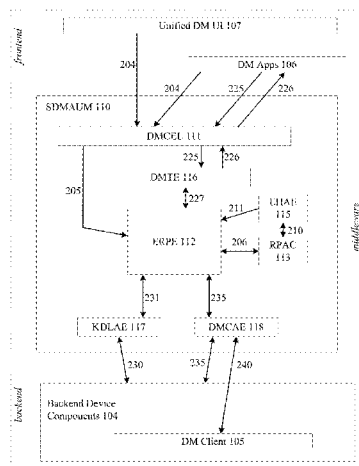 Unified DM UI 107
frontend
204
DM Apps 106
204
225
226
SDMAUM 110
DMCEL 111
225
226
205
DMTE 116
227
211
UHAE
115
210
ERPE 112
206
RPAC
113
middleware
231
235
KDLAE 117
DMCAE 118
230
235
240
backend
Backend Device
Components 104
DM Client 105